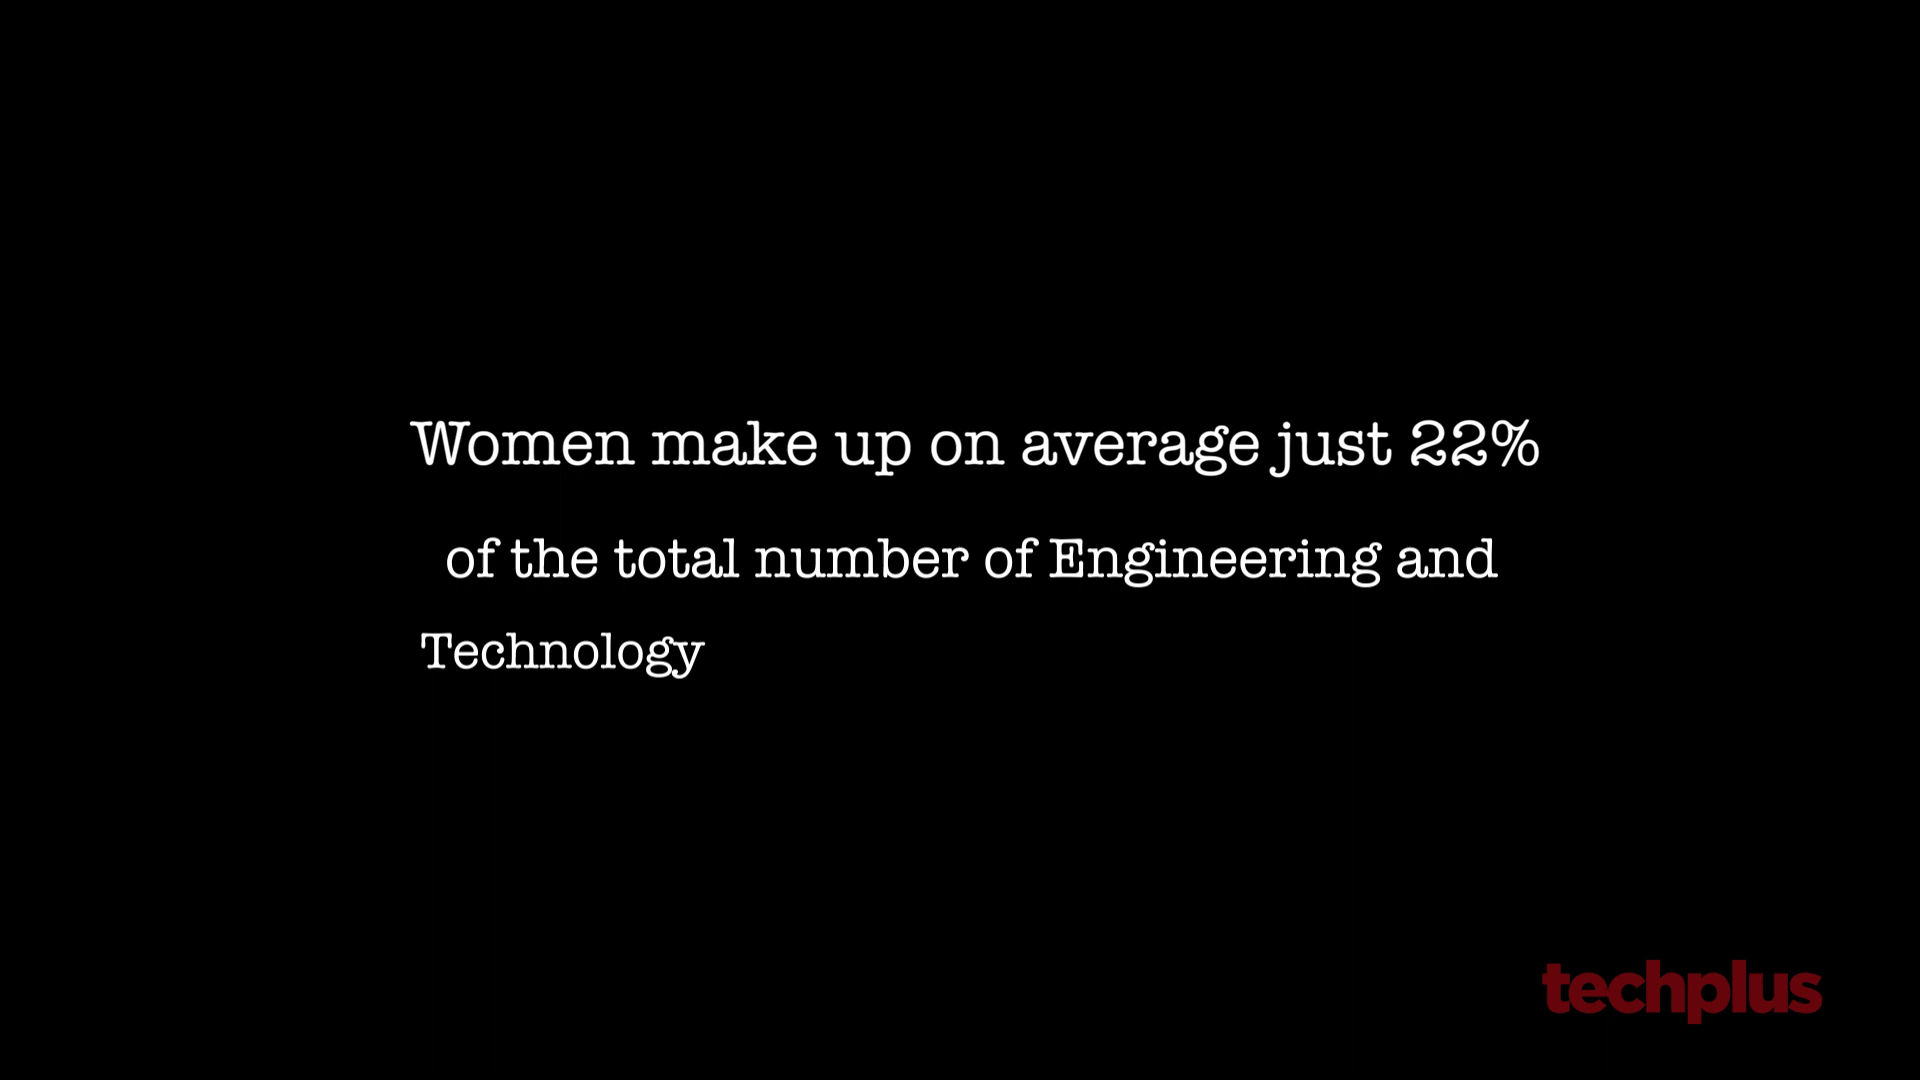 Women make up on average just 22%
of the total number of Engineering and
Technology
techplus